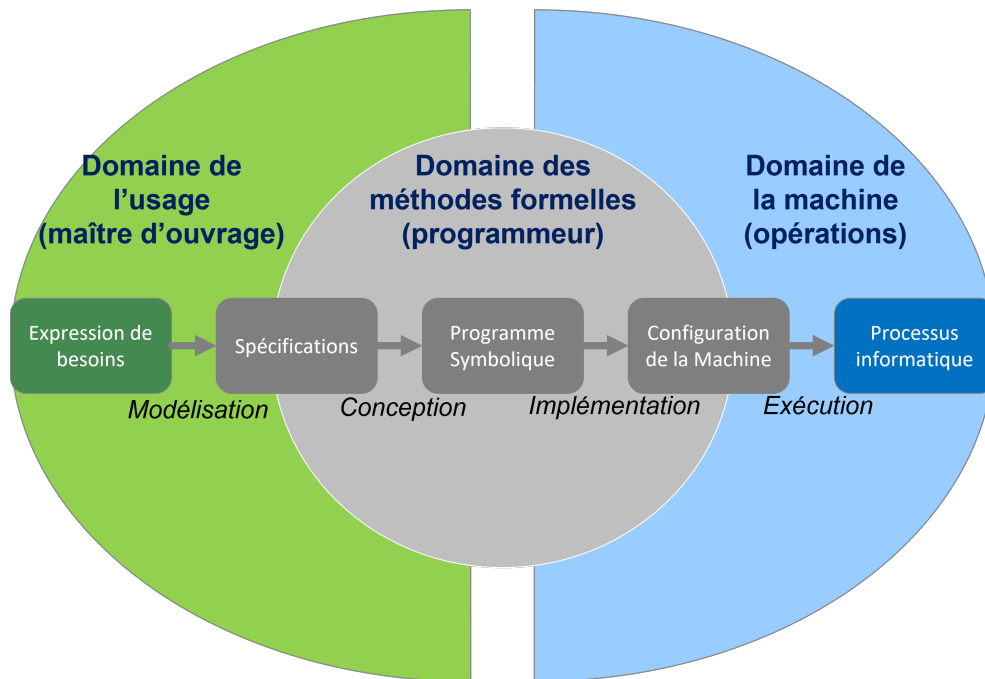 Domaine de
l’usage
(maître d’ouvrage)
Domaine des
méthodes formelles
(programmeur)
Domaine de
la machine
(opérations)
Expression de
besoins
Spécifications
Programme
Symbolique
Configuration
de la Machine
Processus
informatique
Modélisation
Conception
Implémentation
Exécution